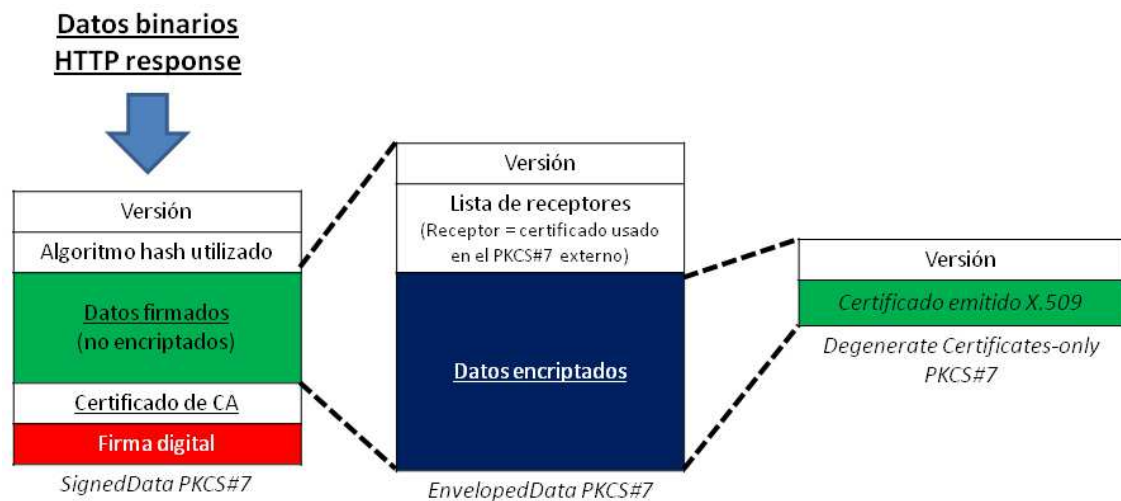 Datos binarios
HTTP response
Versión
Algoritmo hash utilizado
Datos firmados
(no encriptados)
Certificado de CA
Firma digital
SignedData PKCS#7
Versión
Lista de receptores
(Receptor = certificado usado
en el PKCS#7 externo)
Datos encriptados
EnvelopedData PKCS#7
Versión
Certificado emitido X.509
Degenerate Certificates-only
PKCS#7